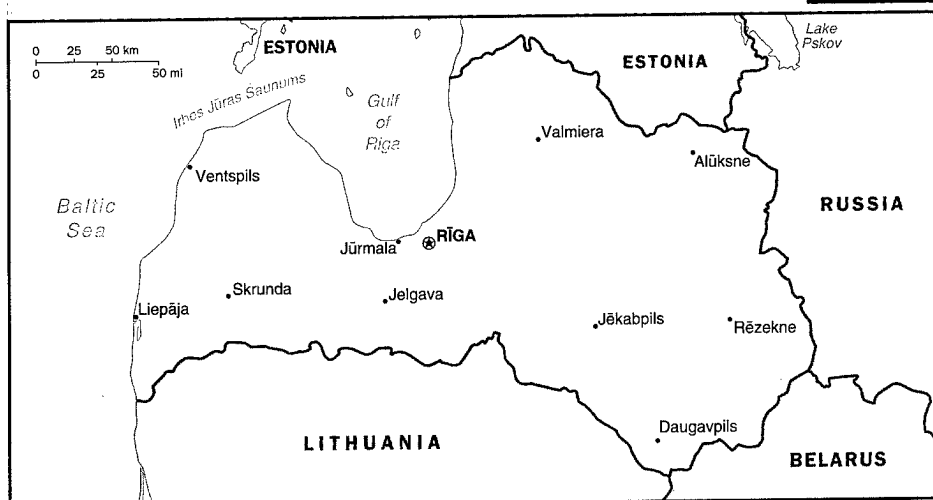 0 25 50 km
0 25 50 mi
ESTONIA
ESTONIA
Lake
Pskov
Irbes Jūras Šaurums
Gulf
of
Riga
Valmiera
Alūksne
Ventspils
Baltic
Sea
RUSSIA
Jūrmala
RĪGA
Skrunda
Jelgava
Liepāja
Jēkabpils
Rēzekne
Daugavpils
LITHUANIA
BELARUS